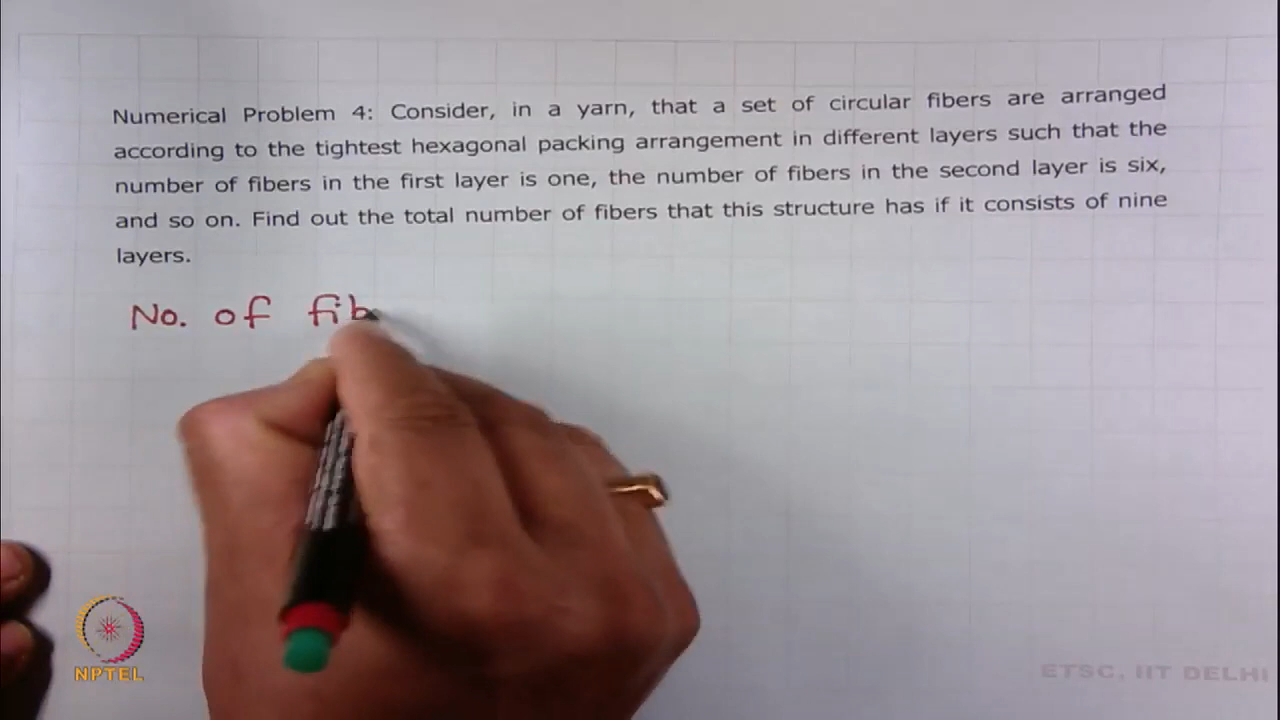 Numerical Problem 4: Consider, in a yarn, that a set of circular fibers are arranged
according to the tightest hexagonal packing arrangement in different layers such that the
number of fibers in the first layer is one, the number of fibers in the second layer is six,
and so on. Find out the total number of fibers that this structure has if it consists of nine
layers.
No. of fib
NPTEL
ETSC, IIT DELHI